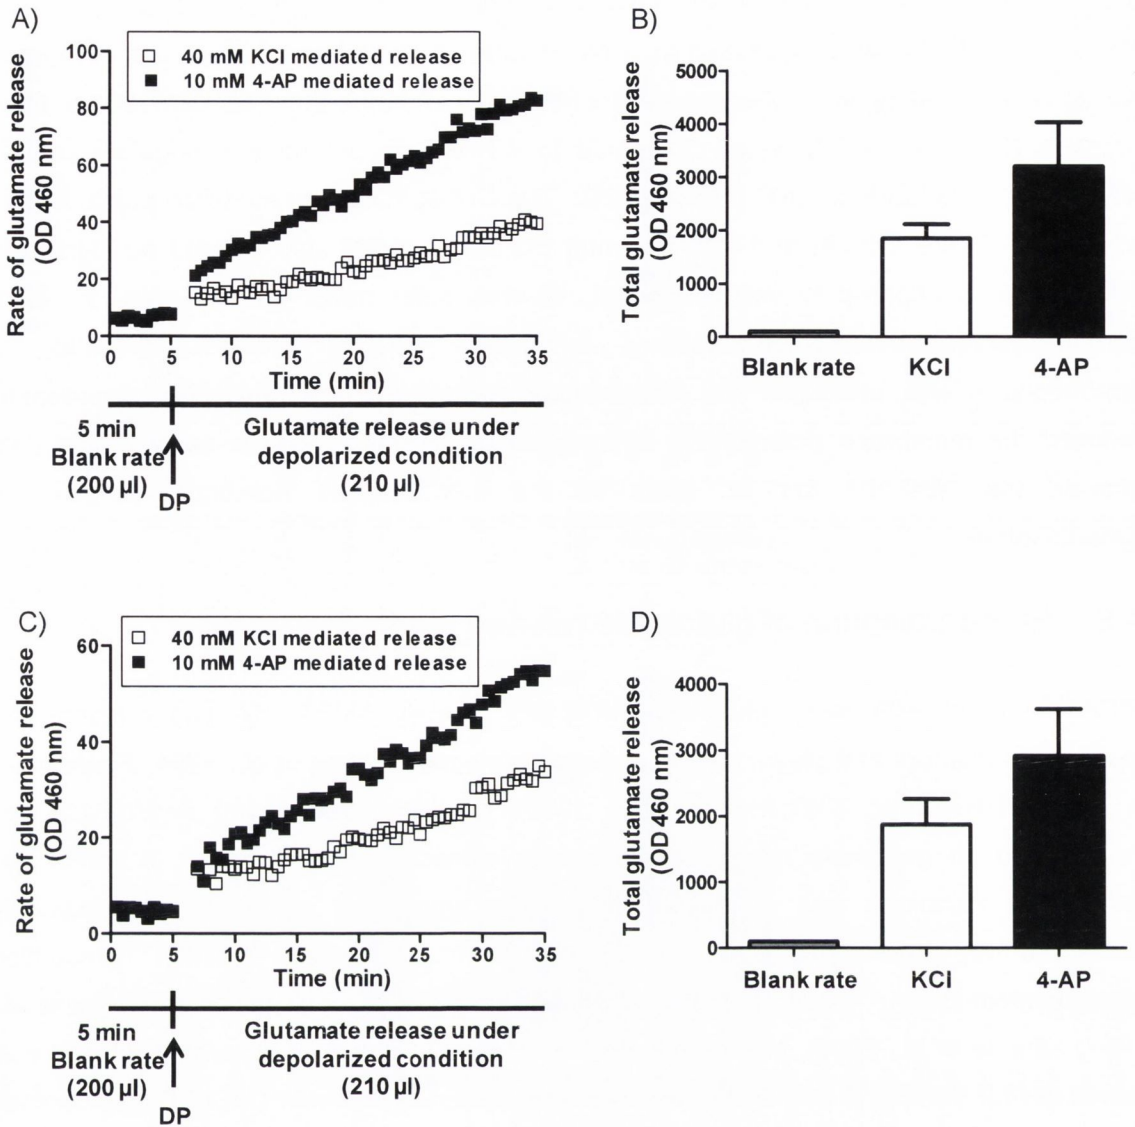 A)
Rate of glutamate release
(OD 460 nm)
100
80
60
40
20
0
40 mM KCl mediated release
10 mM 4-AP mediated release
0 5 10 15 20 25 30 35
Time (min)
5 min
Blank rate
(200 µl)
DP
Glutamate release under
depolarized condition
(210 µl)
B)
Total glutamate release
(OD 460 nm)
5000
4000
3000
2000
1000
0
Blank rate KCl 4-AP
C)
Rate of glutamate release
(OD 460 nm)
60
40
20
0
40 mM KCl mediated release
10 mM 4-AP mediated release
0 5 10 15 20 25 30 35
Time (min)
5 min
Blank rate
(200 µl)
DP
Glutamate release under
depolarized condition
(210 µl)
D)
Total glutamate release
(OD 460 nm)
4000
3000
2000
1000
0
Blank rate KCl 4-AP